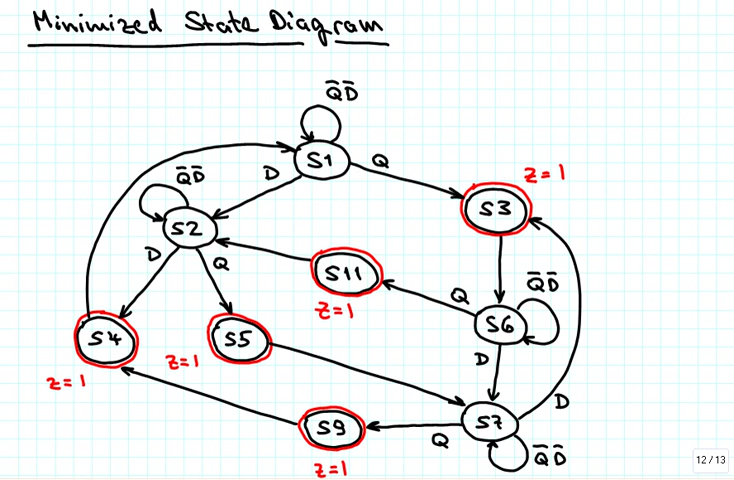 Minimized State Diagram
Q̄ D̄
S1
D
Q
Z=1
S3
Q̄ D̄
S2
D
Q
S11
Z=1
Q
Q̄ D̄
S6
D
S4
Z=1
S5
Z=1
S9
Z=1
Q
S7
D
Q̄ D̄
12 / 13